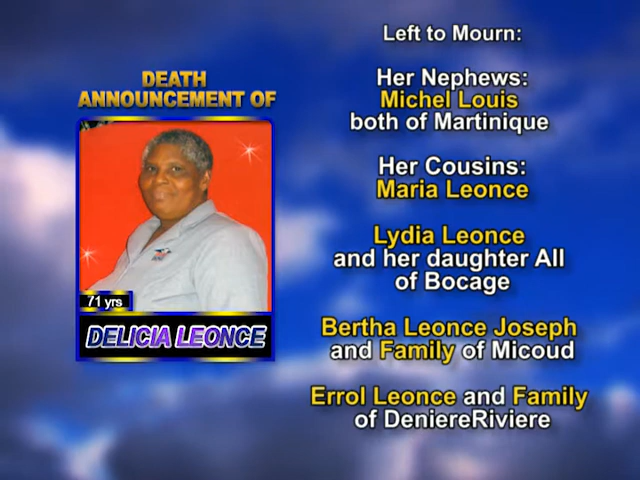 DEATH
ANNOUNCEMENT OF
71 yrs
DELICIA LEONCE
Left to Mourn:
Her Nephews:
Michel Louis
both of Martinique
Her Cousins:
Maria Leonce
Lydia Leonce
and her daughter All
of Bocage
Bertha Leonce Joseph
and Family of Micoud
Errol Leonce and Family
of DeniereRiviere